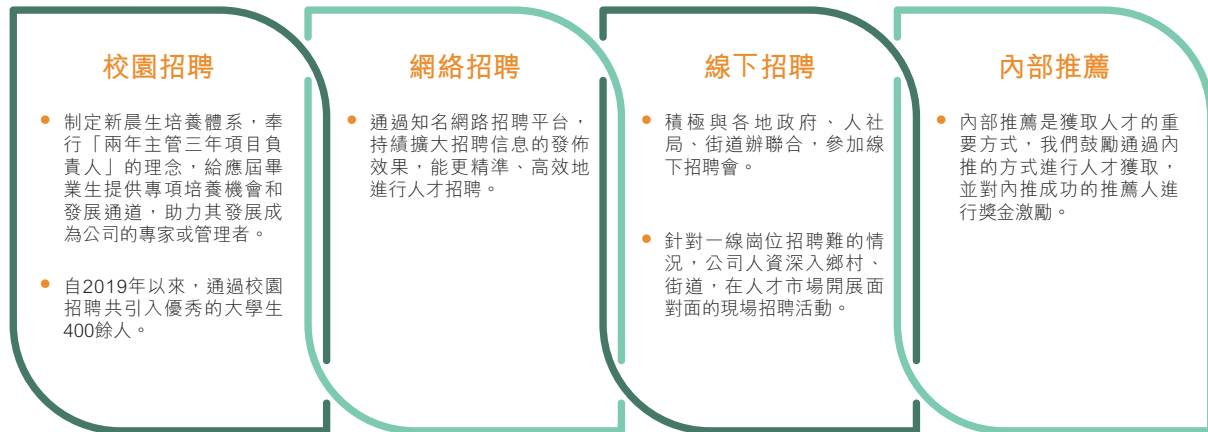 校園招聘
• 制定新晨生培養體系，奉
行「兩年主管三年項目負
責人」的理念，給應屆畢
業生提供專項培養機會和
發展通道，助力其發展成
為公司的專家或管理者。
• 自2019年以來，通過校園
招聘共引入優秀的大學生
400餘人。
網絡招聘
• 通過知名網路招聘平台，
持續擴大招聘信息的發佈
效果，能更精準、高效地
進行人才招聘。
線下招聘
• 積極與各地政府、人社
局、街道辦聯合，參加線
下招聘會。
• 針對一線崗位招聘難的情
況，公司人資深入鄉村、
街道，在人才市場開展面
對面的現場招聘活動。
內部推薦
• 內部推薦是獲取人才的重
要方式，我們鼓勵通過內
推的方式進行人才獲取，
並對內推成功的推薦人進
行獎金激勵。